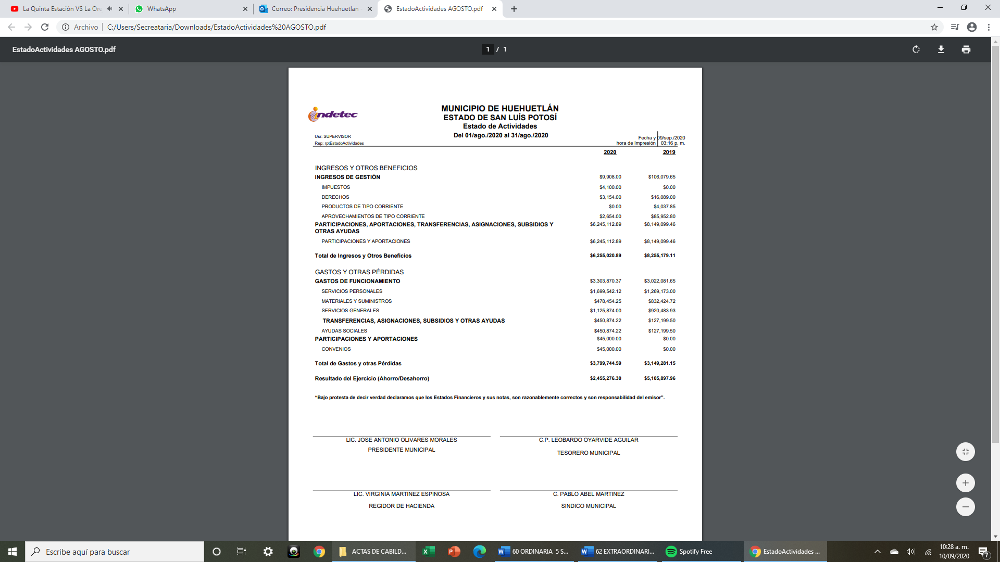 La Quinta Estación VS La Ore
WhatsApp
Correo: Presidencia Huehuetlan -
EstadoActividades AGOSTO.pdf
Archivo
C:/Users/Secreataria/Downloads/EstadoActividades%20AGOSTO.pdf
EstadoActividades AGOSTO.pdf
1 / 1
indetec
MUNICIPIO DE HUEHUETLÁN
ESTADO DE SAN LUÍS POTOSÍ
Estado de Actividades
Del 01/ago./2020 al 31/ago./2020
Usr: SUPERVISOR
Rep: rptEstadoActividades
Fecha y 09/sep./2020
hora de Impresión 03:16 p. m.
2020 2019
INGRESOS Y OTROS BENEFICIOS
INGRESOS DE GESTIÓN $9,908.00 $106,079.65
IMPUESTOS $4,100.00 $0.00
DERECHOS $3,154.00 $16,089.00
PRODUCTOS DE TIPO CORRIENTE $0.00 $4,037.85
APROVECHAMIENTOS DE TIPO CORRIENTE $2,654.00 $85,952.80
PARTICIPACIONES, APORTACIONES, TRANSFERENCIAS, ASIGNACIONES, SUBSIDIOS Y $6,245,112.89 $8,149,099.46
OTRAS AYUDAS
PARTICIPACIONES Y APORTACIONES $6,245,112.89 $8,149,099.46
Total de Ingresos y Otros Beneficios $6,255,020.89 $8,255,179.11
GASTOS Y OTRAS PÉRDIDAS
GASTOS DE FUNCIONAMIENTO $3,303,870.37 $3,022,081.65
SERVICIOS PERSONALES $1,699,542.12 $1,269,173.00
MATERIALES Y SUMINISTROS $478,454.25 $832,424.72
SERVICIOS GENERALES $1,125,874.00 $920,483.93
TRANSFERENCIAS, ASIGNACIONES, SUBSIDIOS Y OTRAS AYUDAS $450,874.22 $127,199.50
AYUDAS SOCIALES $450,874.22 $127,199.50
PARTICIPACIONES Y APORTACIONES $45,000.00 $0.00
CONVENIOS $45,000.00 $0.00
Total de Gastos y otras Pérdidas $3,799,744.59 $3,149,281.15
Resultado del Ejercicio (Ahorro/Desahorro) $2,455,276.30 $5,105,897.96
“Bajo protesta de decir verdad declaramos que los Estados Financieros y sus notas, son razonablemente correctos y son responsabilidad del emisor”.
LIC. JOSE ANTONIO OLIVARES MORALES
PRESIDENTE MUNICIPAL
C.P. LEOBARDO OYARVIDE AGUILAR
TESORERO MUNICIPAL
LIC. VIRGINIA MARTINEZ ESPINOSA
REGIDOR DE HACIENDA
C. PABLO ABEL MARTINEZ
SINDICO MUNICIPAL
Escribe aquí para buscar
ACTAS DE CABILD...
60 ORDINARIA 5 S...
62 EXTRAORDINARI...
Spotify Free
EstadoActividades ...
10:28 a. m.
10/09/2020
7